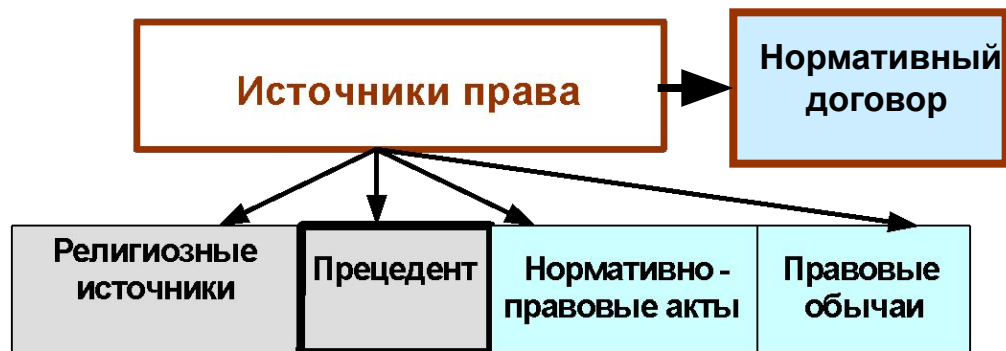 Источники права
Нормативный
договор
Религиозные
источники
Прецедент
Нормативно -
правовые акты
Правовые
обычаи